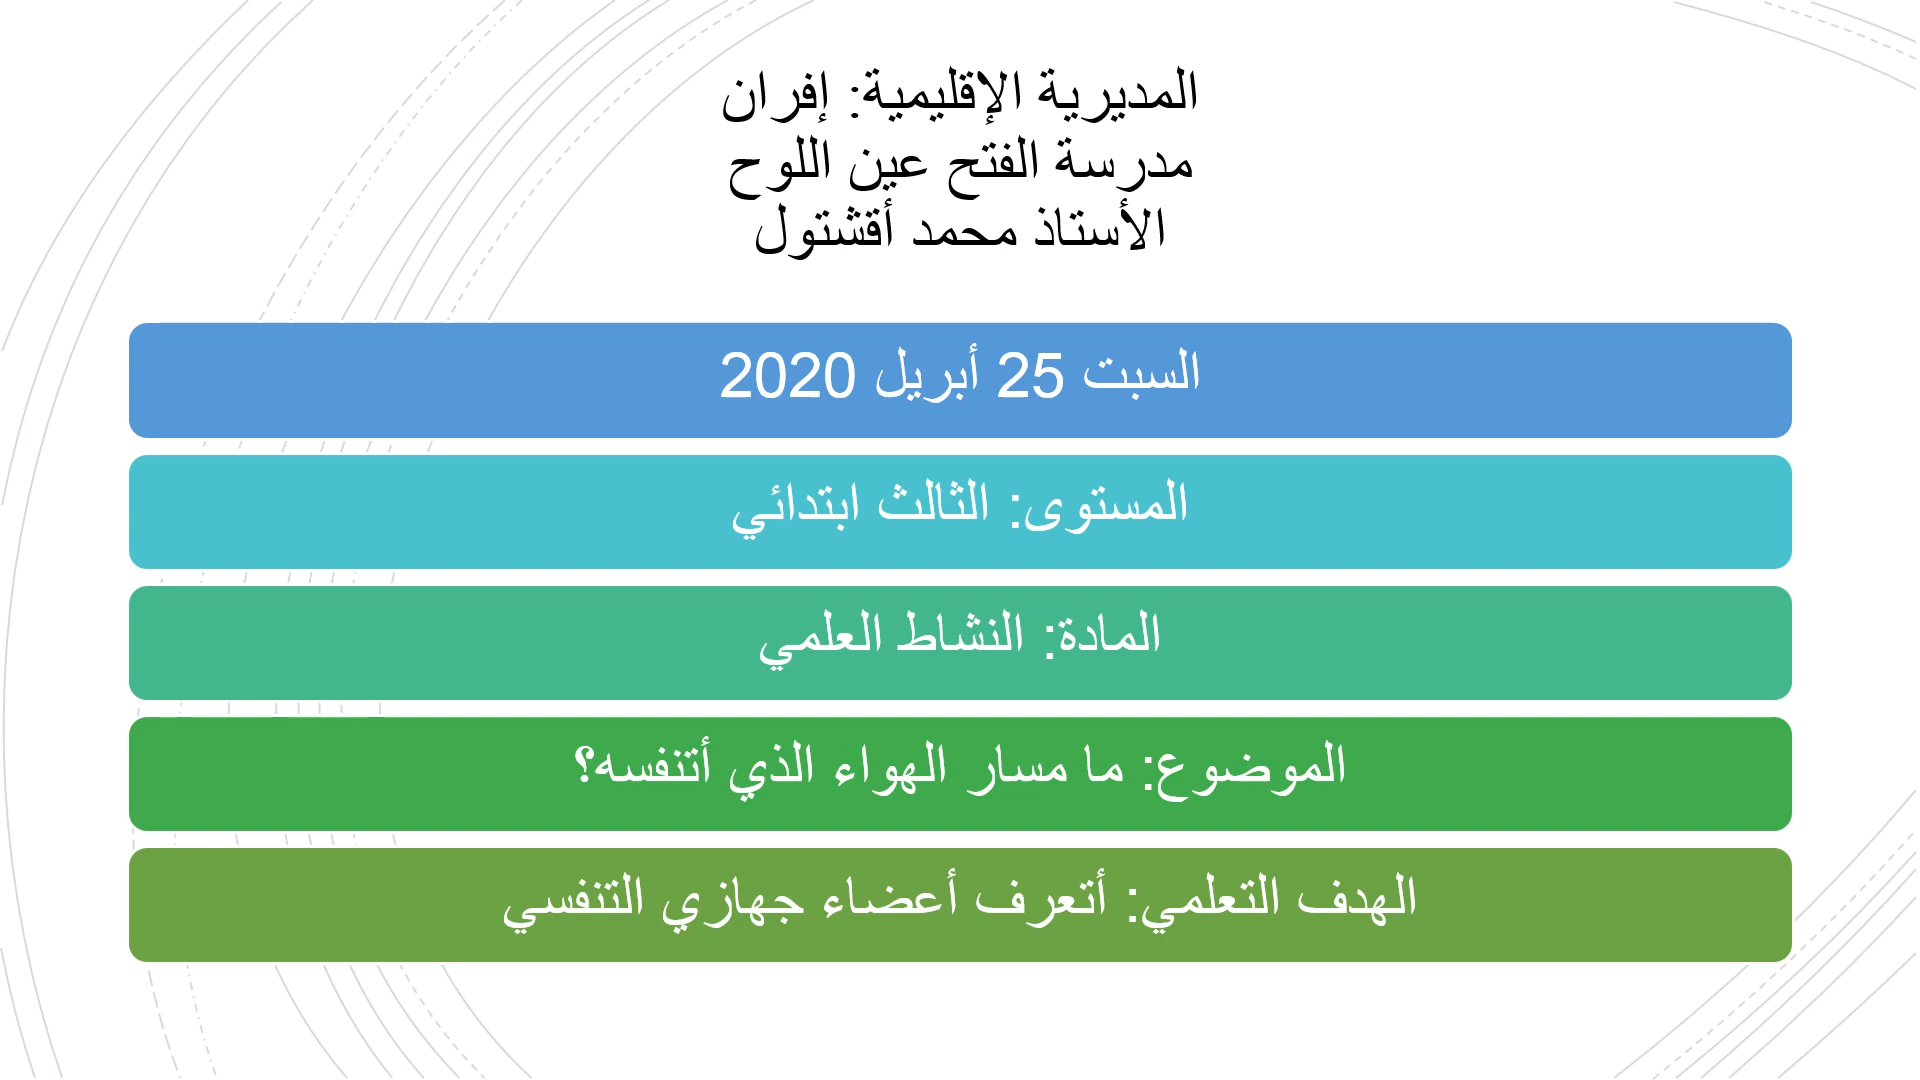 المديرية الإقليمية: إفران
مدرسة الفتح عين اللوح
الأستاذ محمد أقشتول
السبت 25 أبريل 2020
المستوى: الثالث ابتدائي
المادة: النشاط العلمي
الموضوع: ما مسار الهواء الذي أتنفسه؟
الهدف التعلمي: أتعرف أعضاء جهازي التنفسي